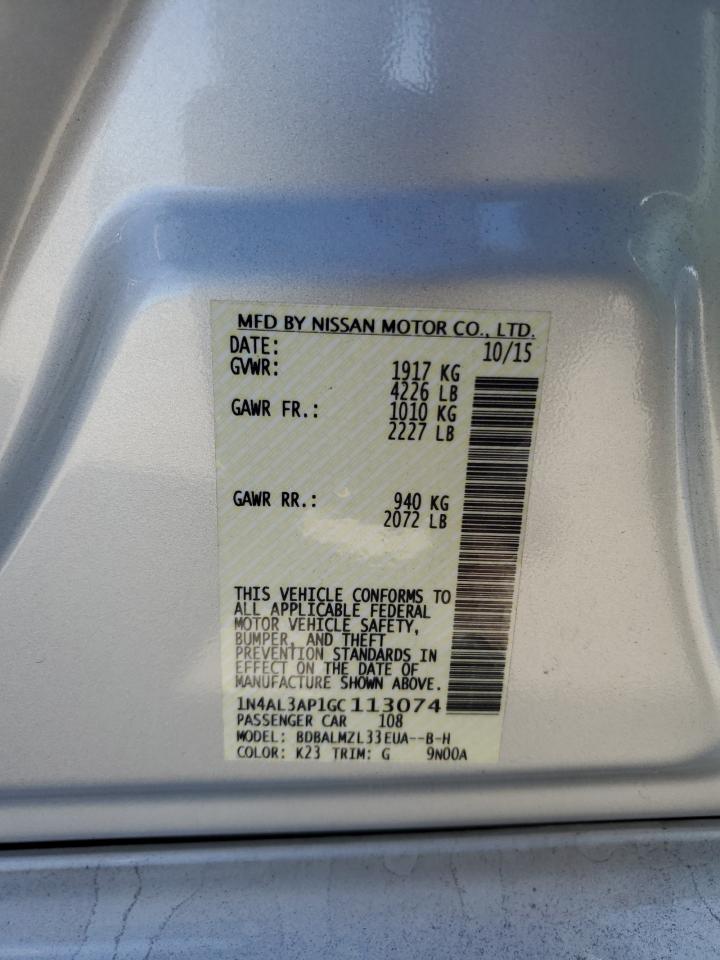 MFD BY NISSAN MOTOR CO., LTD.
DATE: 10/15
GVWR: 1917 KG
4226 LB
GAWR FR.: 1010 KG
2227 LB
GAWR RR.: 940 KG
2072 LB
THIS VEHICLE CONFORMS TO
ALL APPLICABLE FEDERAL
MOTOR VEHICLE SAFETY,
BUMPER, AND THEFT
PREVENTION STANDARDS IN
EFFECT ON THE DATE OF
MANUFACTURE SHOWN ABOVE.
1N4AL3AP1GC113074
PASSENGER CAR 108
MODEL: BDBALMZL33EUA--B-H
COLOR: K23 TRIM: G 9N00A